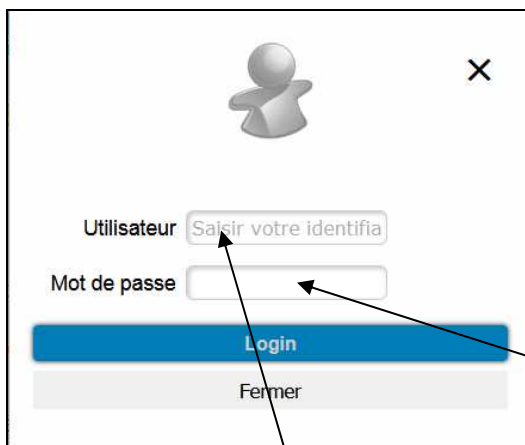 ×
Utilisateur Saisir votre identifia
Mot de passe
Login
Fermer